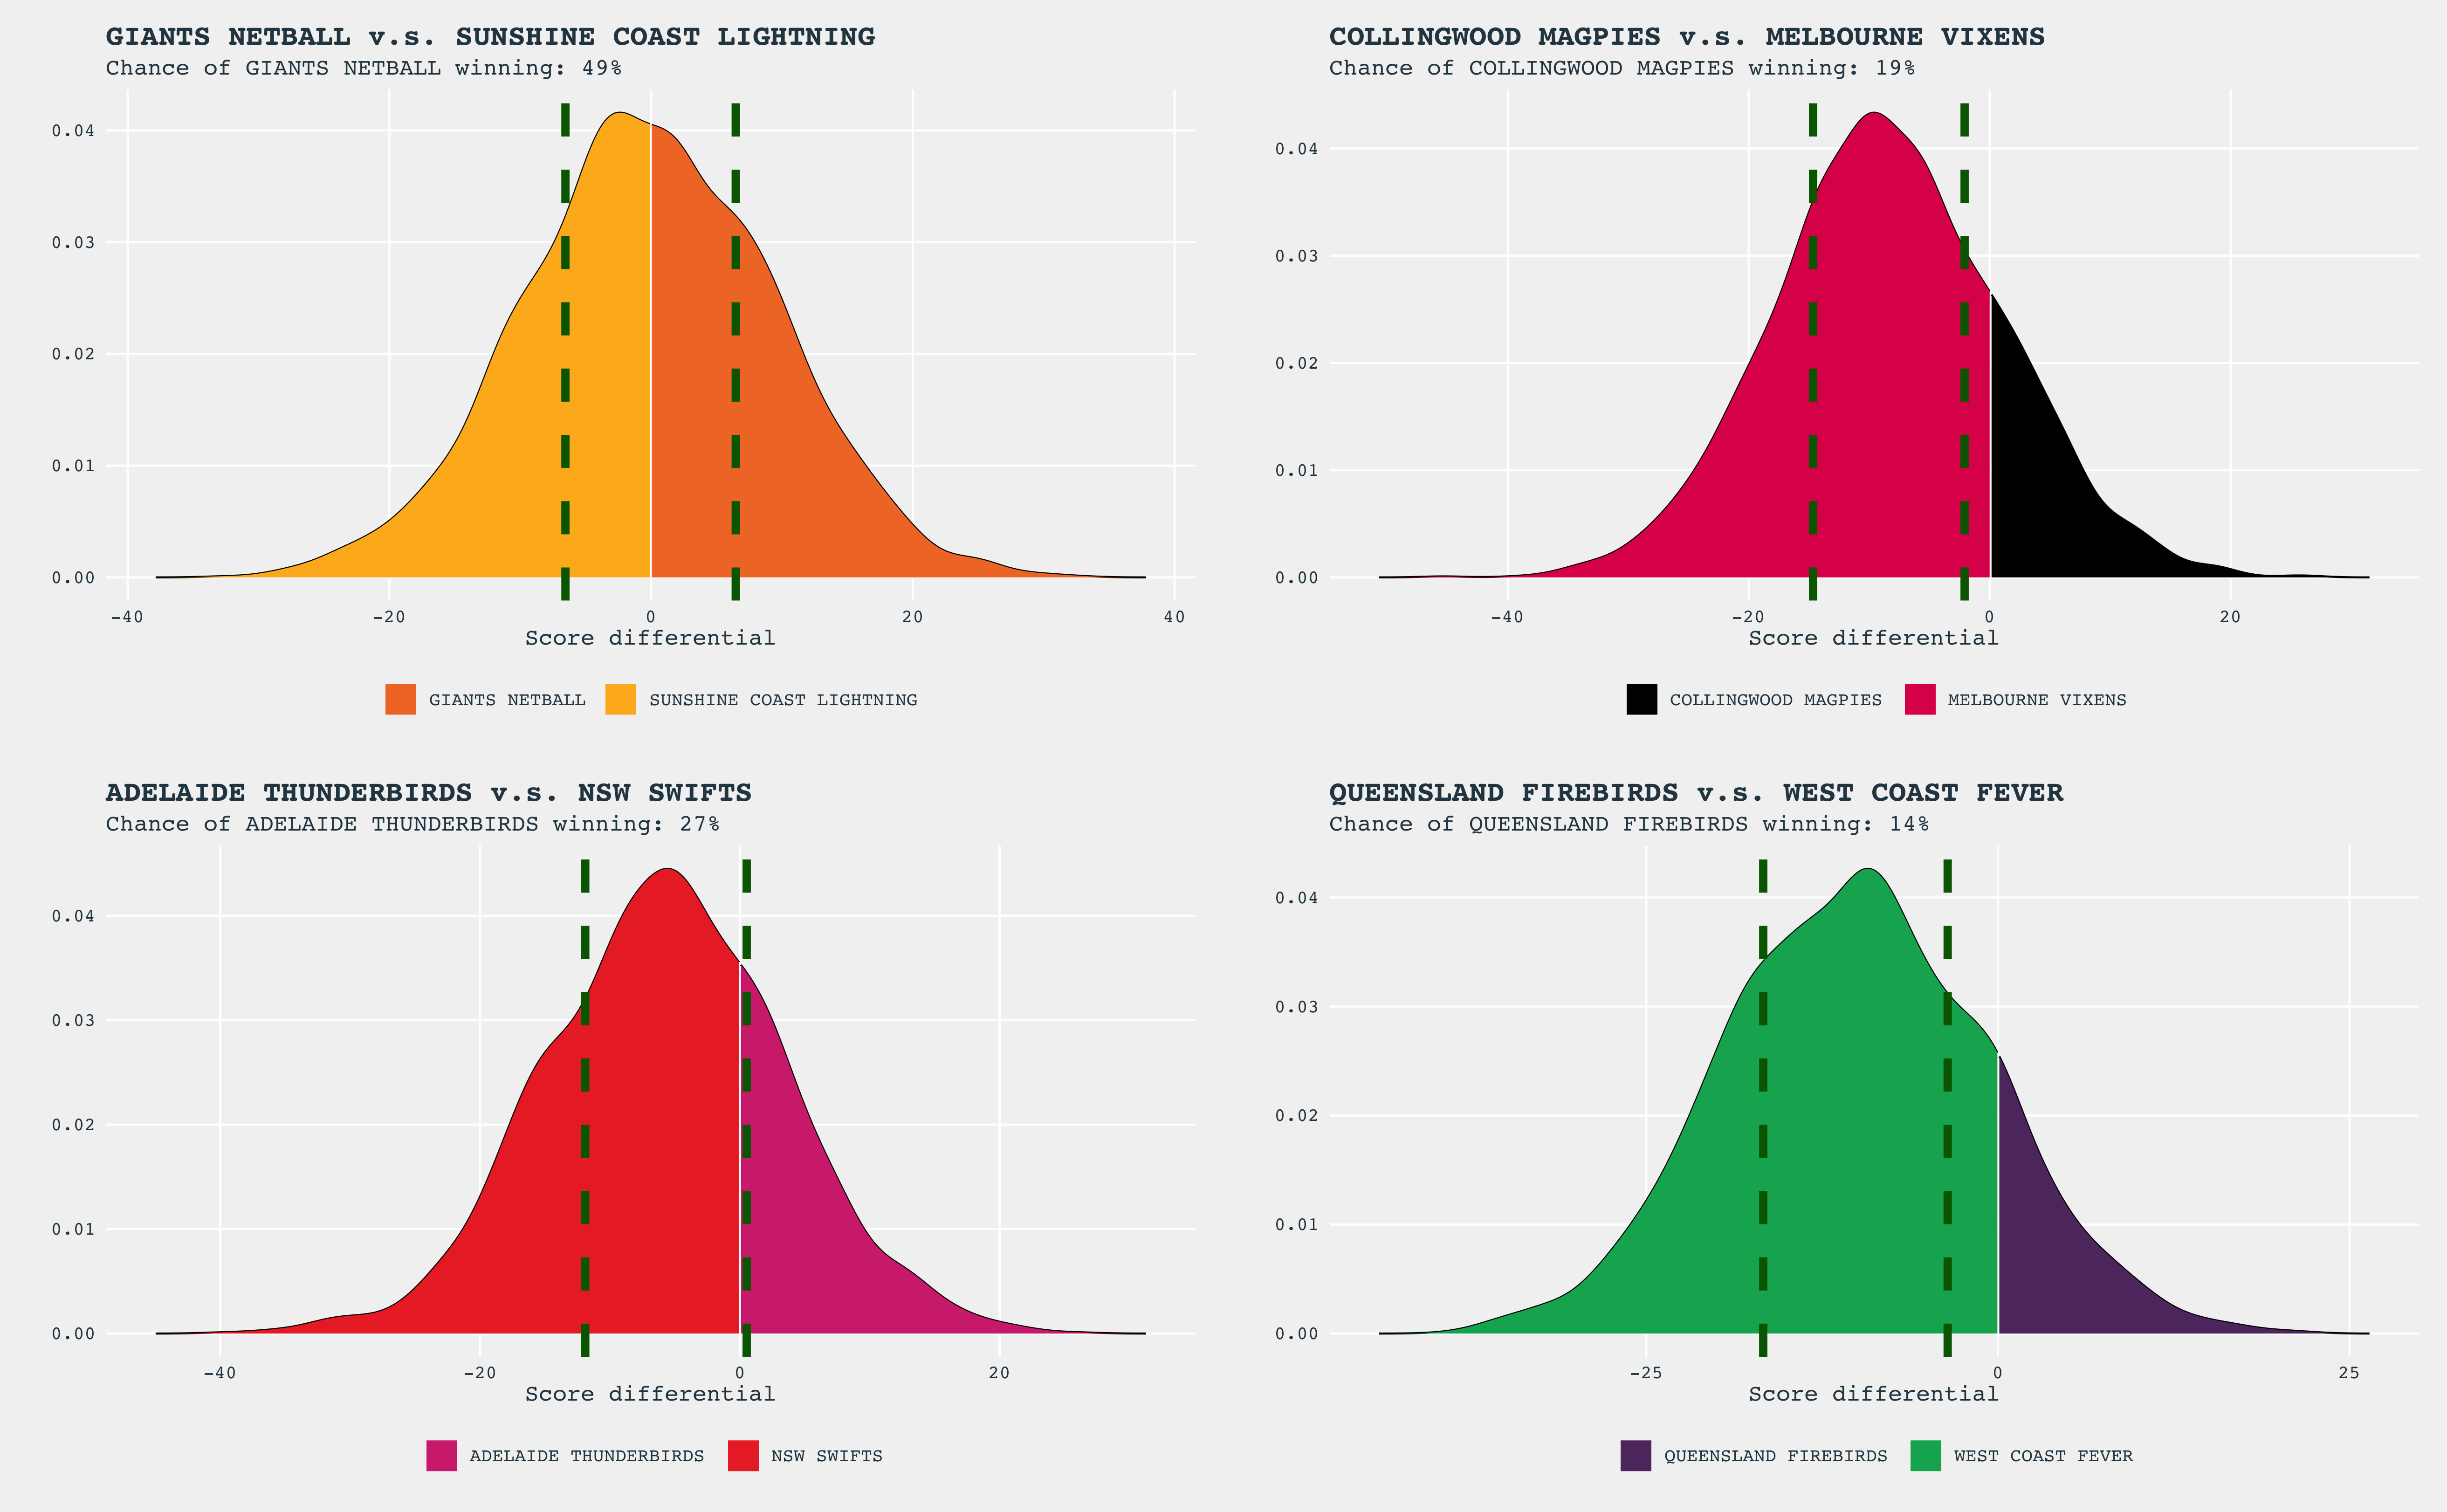 GIANTS NETBALL v.s. SUNSHINE COAST LIGHTNING
Chance of GIANTS NETBALL winning: 49%
0.04
0.03
0.02
0.01
0.00
-40 -20 0 20 40
Score differential
GIANTS NETBALL SUNSHINE COAST LIGHTNING
COLLINGWOOD MAGPIES v.s. MELBOURNE VIXENS
Chance of COLLINGWOOD MAGPIES winning: 19%
0.04
0.03
0.02
0.01
0.00
-40 -20 0 20
Score differential
COLLINGWOOD MAGPIES MELBOURNE VIXENS
ADELAIDE THUNDERBIRDS v.s. NSW SWIFTS
Chance of ADELAIDE THUNDERBIRDS winning: 27%
0.04
0.03
0.02
0.01
0.00
-40 -20 0 20
Score differential
ADELAIDE THUNDERBIRDS NSW SWIFTS
QUEENSLAND FIREBIRDS v.s. WEST COAST FEVER
Chance of QUEENSLAND FIREBIRDS winning: 14%
0.04
0.03
0.02
0.01
0.00
-25 0 25
Score differential
QUEENSLAND FIREBIRDS WEST COAST FEVER